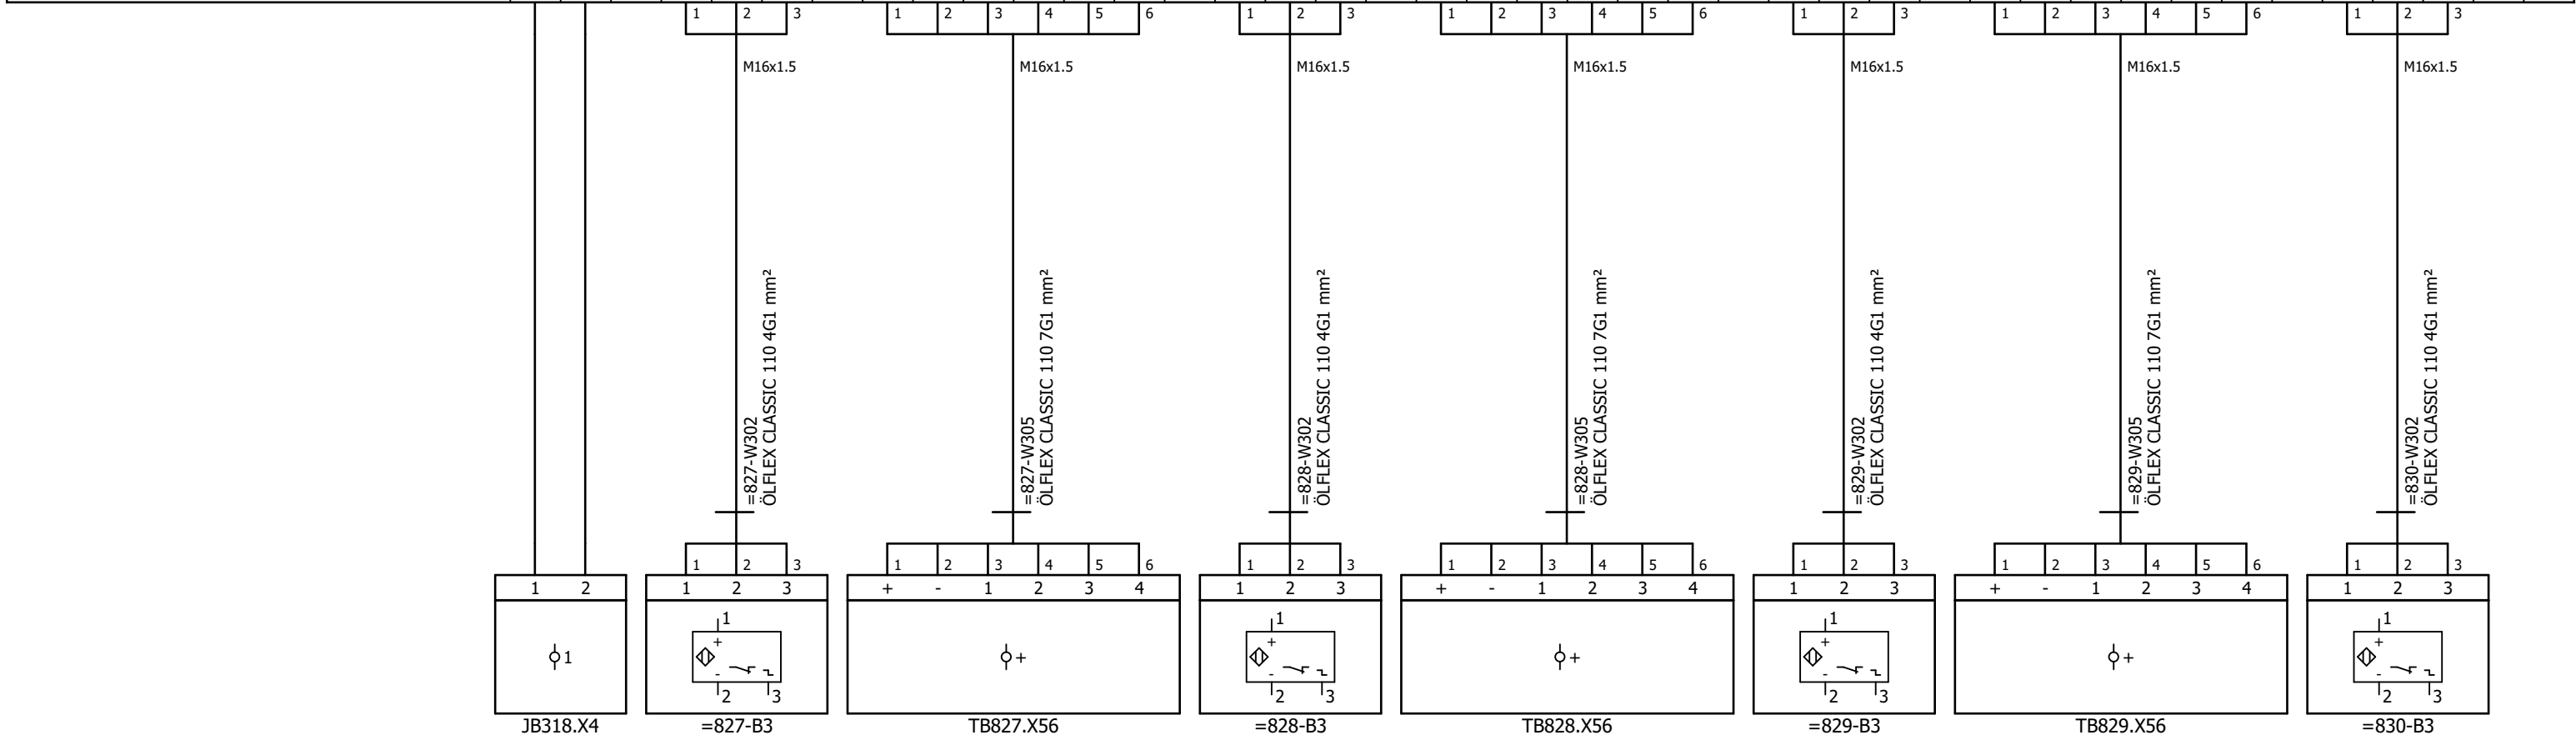 1 2 3 1 2 3 4 5 6 1 2 3 1 2 3 4 5 6 1 2 3 1 2 3 4 5 6 1 2 3
M16x1.5 M16x1.5 M16x1.5 M16x1.5 M16x1.5 M16x1.5 M16x1.5
=827-W302
ÖLFLEX CLASSIC 110 4G1 mm²
=827-W305
ÖLFLEX CLASSIC 110 7G1 mm²
=828-W302
ÖLFLEX CLASSIC 110 4G1 mm²
=828-W305
ÖLFLEX CLASSIC 110 7G1 mm²
=829-W302
ÖLFLEX CLASSIC 110 4G1 mm²
=829-W305
ÖLFLEX CLASSIC 110 7G1 mm²
=830-W302
ÖLFLEX CLASSIC 110 4G1 mm²
1 2 3 1 2 3 4 5 6 1 2 3 1 2 3 4 5 6 1 2 3 1 2 3 4 5 6 1 2 3
1 2 1 2 3 + - 1 2 3 4 1 2 3 + - 1 2 3 4 1 2 3 + - 1 2 3 4 1 2 3
1 1 1 1
+ + + +
1 + + +
- - - -
2 3 2 3 2 3 2 3
JB318.X4 =827-B3 TB827.X56 =828-B3 TB828.X56 =829-B3 TB829.X56 =830-B3